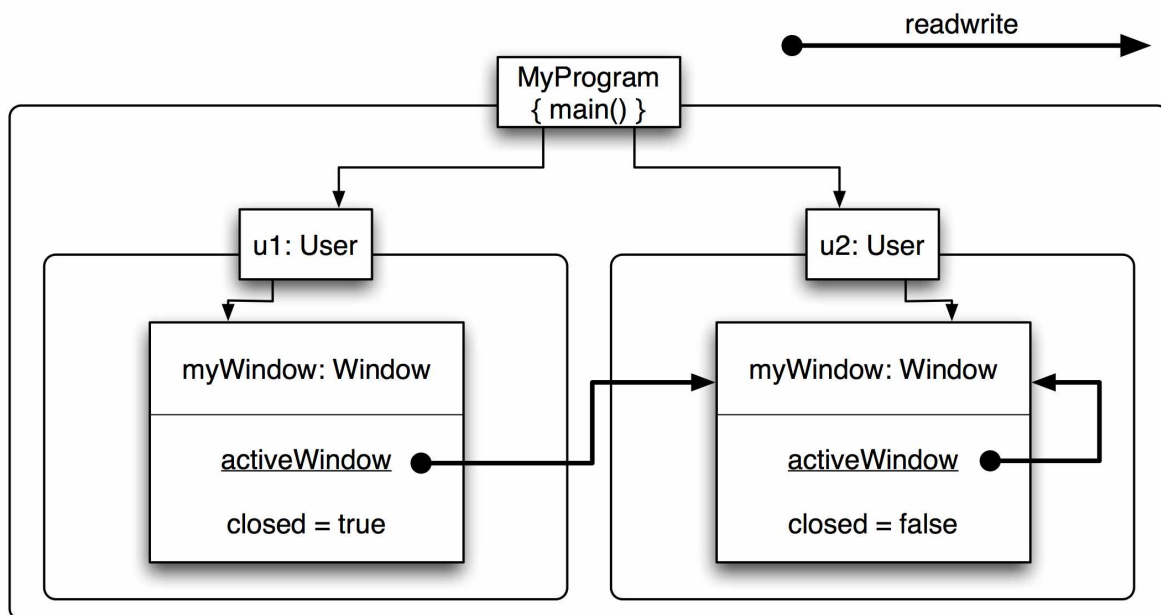 readwrite
MyProgram
{ main() }
u1: User
u2: User
myWindow: Window
activeWindow
closed = true
myWindow: Window
activeWindow
closed = false